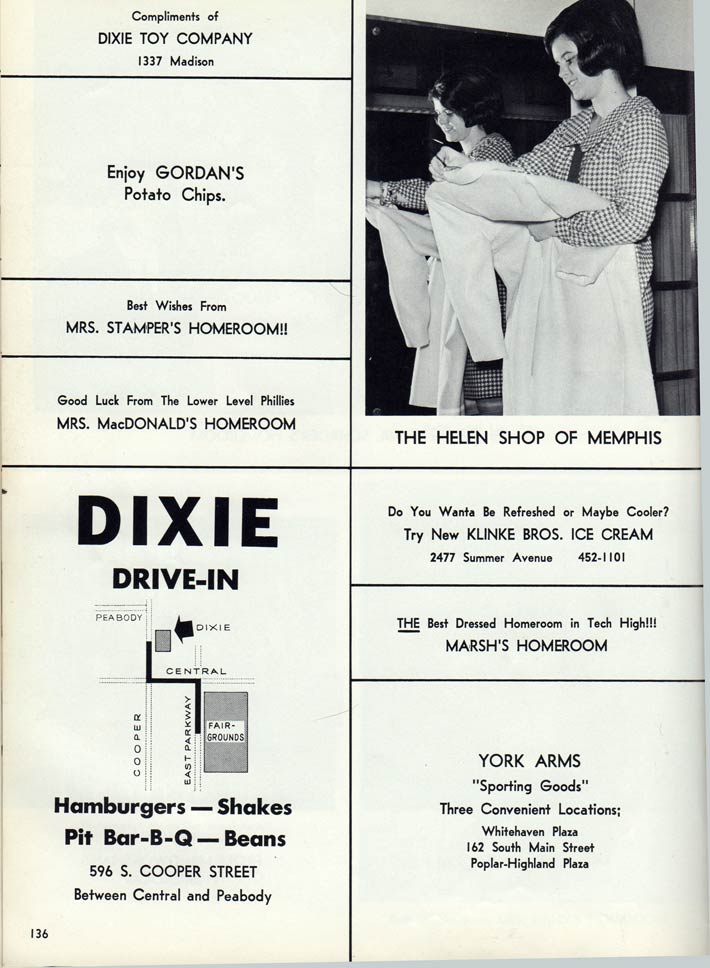 Compliments of
DIXIE TOY COMPANY
1337 Madison
Enjoy GORDAN'S
Potato Chips.
Best Wishes From
MRS. STAMPER'S HOMEROOM!!
Good Luck From The Lower Level Phillies
MRS. MacDONALD'S HOMEROOM
DIXIE
DRIVE-IN
PEABODY
DIXIE
CENTRAL
COOPER
EAST PARKWAY
FAIR-
GROUNDS
Hamburgers — Shakes
Pit Bar-B-Q — Beans
596 S. COOPER STREET
Between Central and Peabody
136
THE HELEN SHOP OF MEMPHIS
Do You Wanta Be Refreshed or Maybe Cooler?
Try New KLINKE BROS. ICE CREAM
2477 Summer Avenue 452-1101
THE Best Dressed Homeroom in Tech High!!!
MARSH'S HOMEROOM
YORK ARMS
"Sporting Goods"
Three Convenient Locations;
Whitehaven Plaza
162 South Main Street
Poplar-Highland Plaza